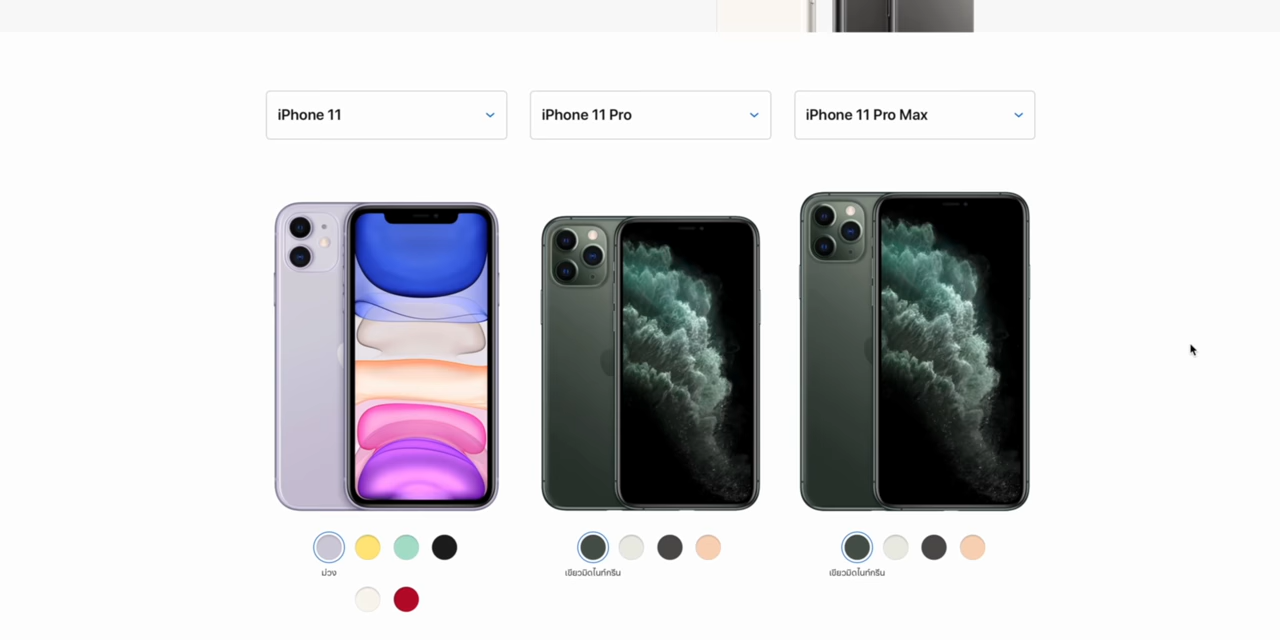 iPhone 11
iPhone 11 Pro
iPhone 11 Pro Max
ม่วง
เขียวมิดไนท์กรีน
เขียวมิดไนท์กรีน